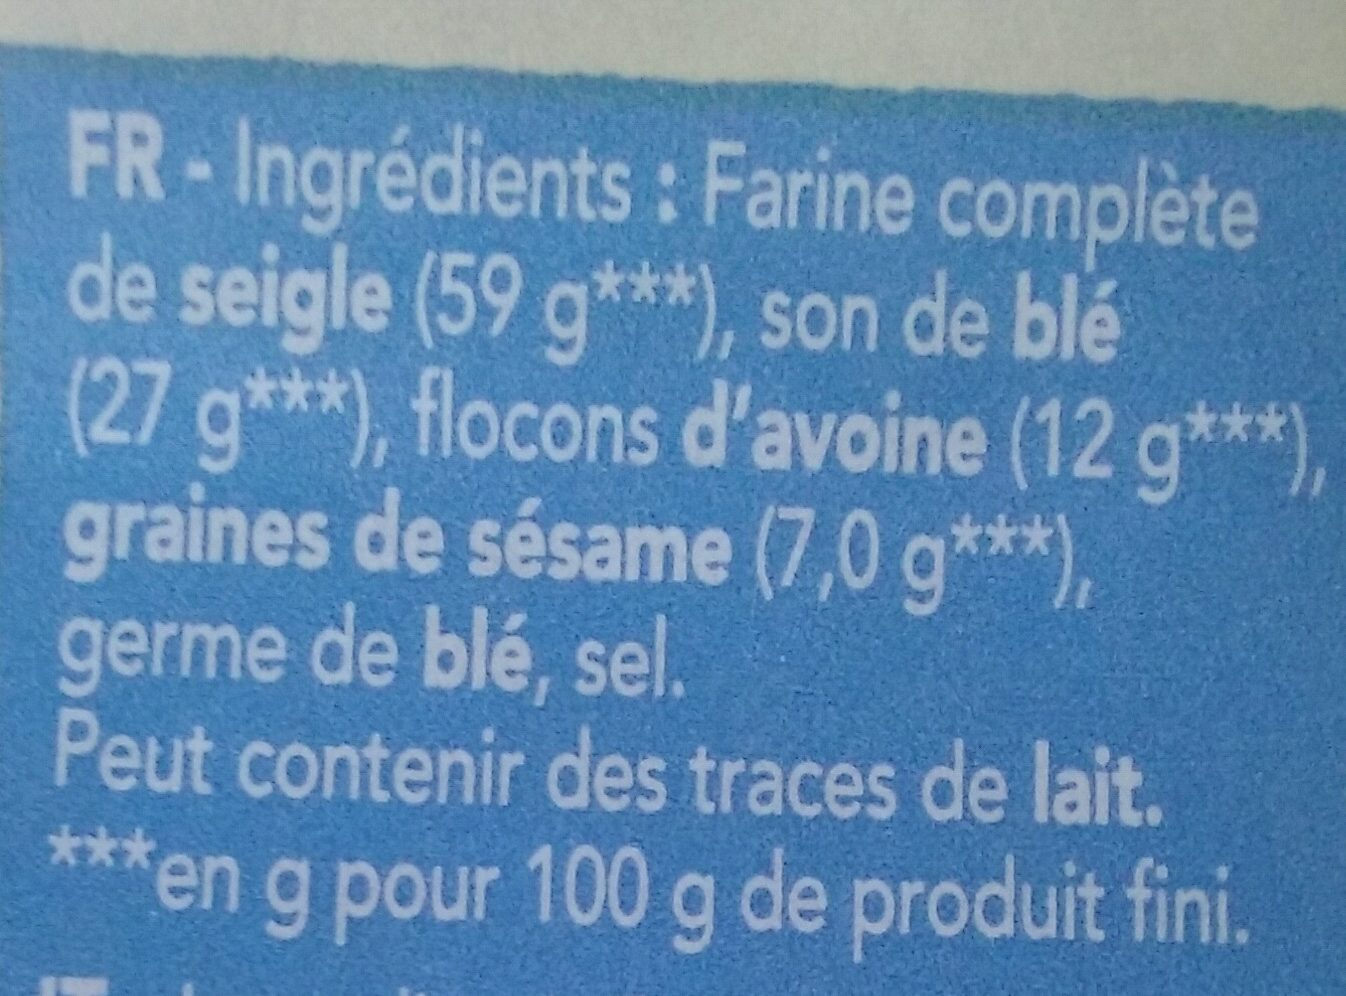 FR - Ingrédients : Farine complète
de seigle (59 g***), son de blé
(27 g***), flocons d'avoine (12 g***),
graines de sésame (7,0 g***),
germe de blé, sel.
Peut contenir des traces de lait.
***en g pour 100 g de produit fini.